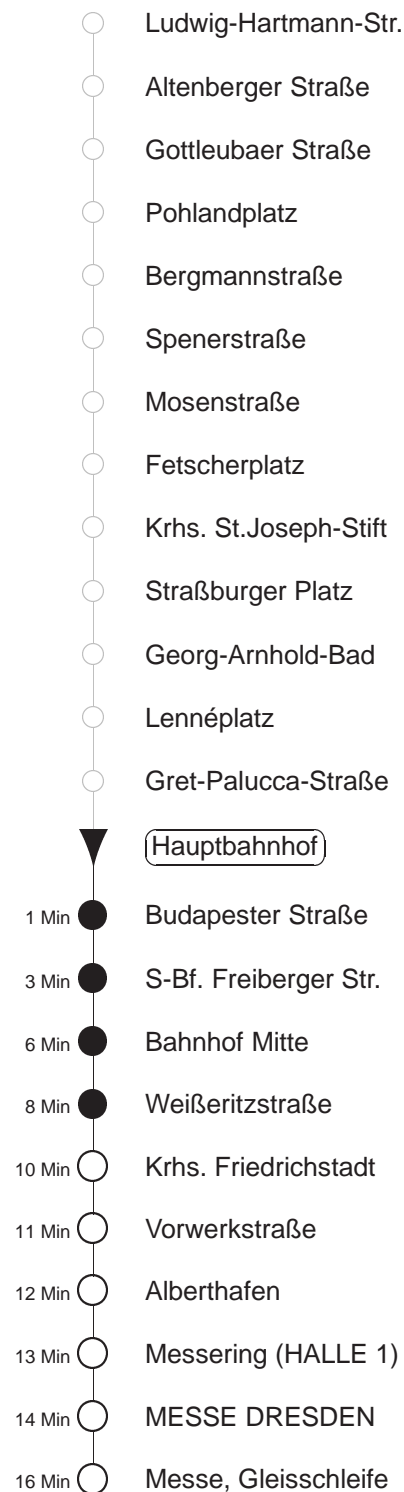 Ludwig-Hartmann-Str.
Altenberger Straße
Gottleubaer Straße
Pohlandplatz
Bergmannstraße
Spenerstraße
Mosenstraße
Fetscherplatz
Krhs. St.Joseph-Stift
Straßburger Platz
Georg-Arnhold-Bad
Lennéplatz
Gret-Palucca-Straße
Hauptbahnhof
1 Min Budapester Straße
3 Min S-Bf. Freiberger Str.
6 Min Bahnhof Mitte
8 Min Weißeritzstraße
10 Min Krhs. Friedrichstadt
11 Min Vorwerkstraße
12 Min Alberthafen
13 Min Messering (HALLE 1)
14 Min MESSE DRESDEN
16 Min Messe, Gleisschleife